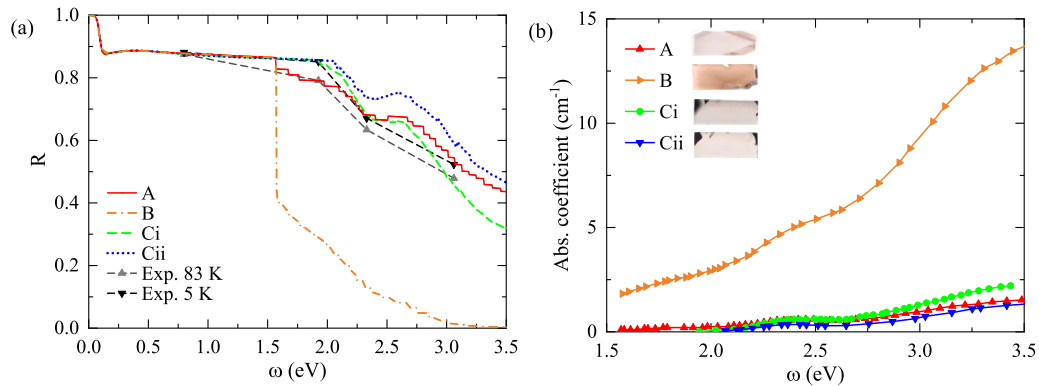 (a)
1.0
0.8
0.6
0.4
0.2
0.0
R
A
B
Ci
Cii
Exp. 83 K
Exp. 5 K
0.0 0.5 1.0 1.5 2.0 2.5 3.0 3.5
ω (eV)
(b)
15
10
5
0
Abs. coefficient (cm⁻¹)
A
B
Ci
Cii
1.5 2.0 2.5 3.0 3.5
ω (eV)